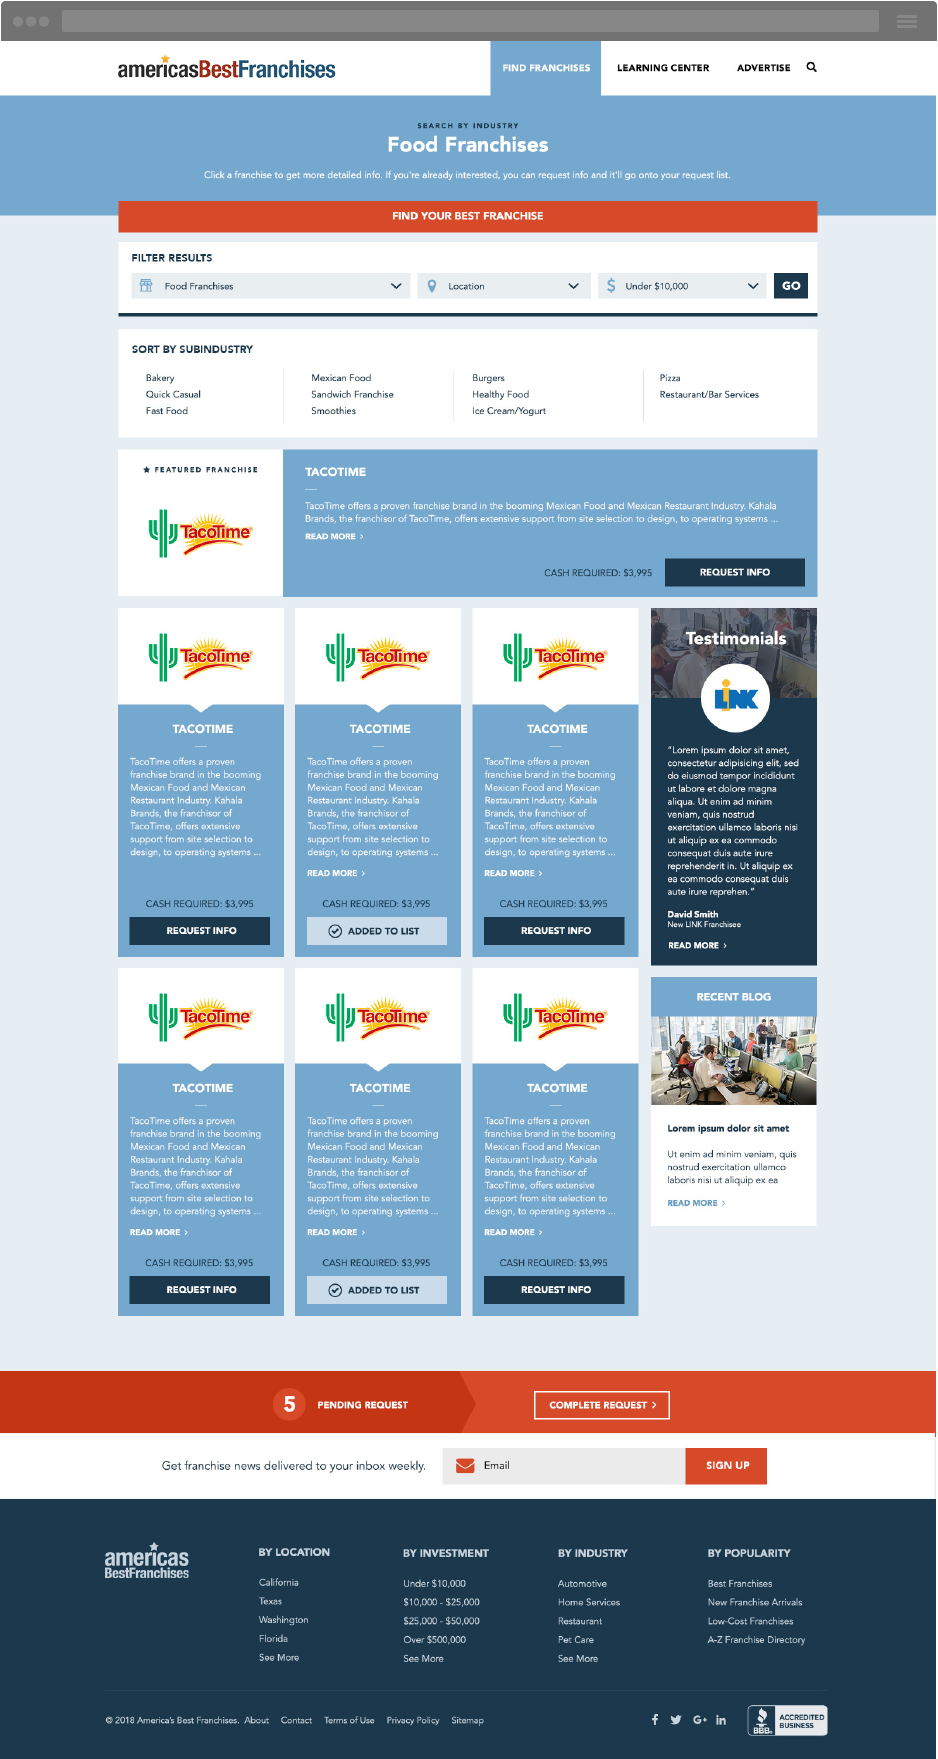 americasBestFranchises
FIND FRANCHISES
LEARNING CENTER
ADVERTISE
SEARCH BY INDUSTRY
Food Franchises
Click a franchise to get more detailed info. If you're already interested, you can request info and it'll go onto your request list.
FIND YOUR BEST FRANCHISE
FILTER RESULTS
Food Franchises
Location
$ Under $10,000
GO
SORT BY SUBINDUSTRY
Bakery
Quick Casual
Fast Food
Mexican Food
Sandwich Franchise
Smoothies
Burgers
Healthy Food
Ice Cream/Yogurt
Pizza
Restaurant/Bar Services
★ FEATURED FRANCHISE
TacoTime®
TACOTIME
TacoTime offers a proven franchise brand in the booming Mexican Food and Mexican Restaurant Industry. Kahala
Brands, the franchisor of TacoTime, offers extensive support from site selection to design, to operating systems ...
READ MORE >
CASH REQUIRED: $3,995
REQUEST INFO
TacoTime®
TACOTIME
TacoTime offers a proven
franchise brand in the booming
Mexican Food and Mexican
Restaurant Industry. Kahala
Brands, the franchisor of
TacoTime, offers extensive
support from site selection to
design, to operating systems ...
CASH REQUIRED: $3,995
REQUEST INFO
TacoTime®
TACOTIME
TacoTime offers a proven
franchise brand in the booming
Mexican Food and Mexican
Restaurant Industry. Kahala
Brands, the franchisor of
TacoTime, offers extensive
support from site selection to
design, to operating systems ...
READ MORE >
CASH REQUIRED: $3,995
ADDED TO LIST
TacoTime®
TACOTIME
TacoTime offers a proven
franchise brand in the booming
Mexican Food and Mexican
Restaurant Industry. Kahala
Brands, the franchisor of
TacoTime, offers extensive
support from site selection to
design, to operating systems ...
READ MORE >
CASH REQUIRED: $3,995
REQUEST INFO
Testimonials
LiNK
"Lorem ipsum dolor sit amet,
consectetur adipisicing elit, sed
do eiusmod tempor incididunt
ut labore et dolore magna
aliqua. Ut enim ad minim
veniam, quis nostrud
exercitation ullamco laboris nisi
ut aliquip ex ea commodo
consequat duis aute irure
reprehenderit in. Ut aliquip ex
ea commodo consequat duis
aute irure reprehen."
David Smith
New LINK Franchisee
READ MORE >
TacoTime®
TACOTIME
TacoTime offers a proven
franchise brand in the booming
Mexican Food and Mexican
Restaurant Industry. Kahala
Brands, the franchisor of
TacoTime, offers extensive
support from site selection to
design, to operating systems ...
READ MORE >
CASH REQUIRED: $3,995
REQUEST INFO
TacoTime®
TACOTIME
TacoTime offers a proven
franchise brand in the booming
Mexican Food and Mexican
Restaurant Industry. Kahala
Brands, the franchisor of
TacoTime, offers extensive
support from site selection to
design, to operating systems ...
READ MORE >
CASH REQUIRED: $3,995
ADDED TO LIST
TacoTime®
TACOTIME
TacoTime offers a proven
franchise brand in the booming
Mexican Food and Mexican
Restaurant Industry. Kahala
Brands, the franchisor of
TacoTime, offers extensive
support from site selection to
design, to operating systems ...
READ MORE >
CASH REQUIRED: $3,995
REQUEST INFO
RECENT BLOG
Lorem ipsum dolor sit amet
Ut enim ad minim veniam, quis
nostrud exercitation ullamco
laboris nisi ut aliquip ex ea
READ MORE >
5 PENDING REQUEST
COMPLETE REQUEST >
Get franchise news delivered to your inbox weekly.
Email
SIGN UP
americas
BestFranchises
BY LOCATION
California
Texas
Washington
Florida
See More
BY INVESTMENT
Under $10,000
$10,000 - $25,000
$25,000 - $50,000
Over $500,000
See More
BY INDUSTRY
Automotive
Home Services
Restaurant
Pet Care
See More
BY POPULARITY
Best Franchises
New Franchise Arrivals
Low-Cost Franchises
A-Z Franchise Directory
© 2018 America's Best Franchises. About Contact Terms of Use Privacy Policy Sitemap
f G+ in
BBB
ACCREDITED
BUSINESS